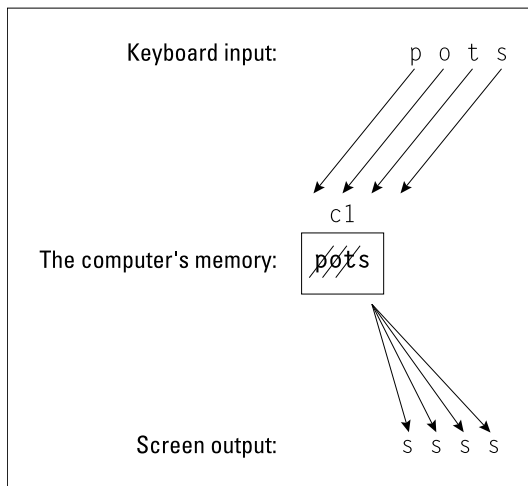 Keyboard input: p o t s
c1
The computer's memory: pots
Screen output: s s s s